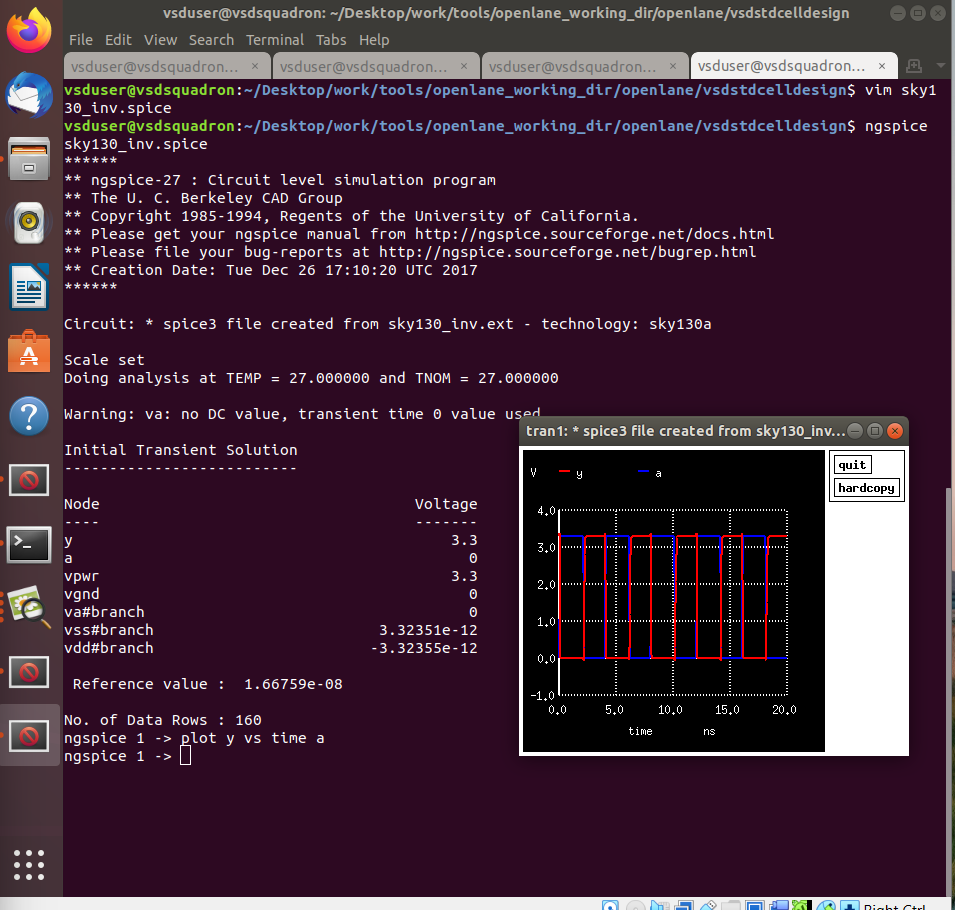 vsduser@vsdsquadron: ~/Desktop/work/tools/openlane_working_dir/openlane/vsdstdcelldesign
File Edit View Search Terminal Tabs Help
vsduser@vsdsquadron... × vsduser@vsdsquadron... × vsduser@vsdsquadron... × vsduser@vsdsquadron... ×
vsduser@vsdsquadron:~/Desktop/work/tools/openlane_working_dir/openlane/vsdstdcelldesign$ vim sky1
30_inv.spice
vsduser@vsdsquadron:~/Desktop/work/tools/openlane_working_dir/openlane/vsdstdcelldesign$ ngspice
sky130_inv.spice
******
** ngspice-27 : Circuit level simulation program
** The U. C. Berkeley CAD Group
** Copyright 1985-1994, Regents of the University of California.
** Please get your ngspice manual from http://ngspice.sourceforge.net/docs.html
** Please file your bug-reports at http://ngspice.sourceforge.net/bugrep.html
** Creation Date: Tue Dec 26 17:10:20 UTC 2017
******
Circuit: * spice3 file created from sky130_inv.ext - technology: sky130a
Scale set
Doing analysis at TEMP = 27.000000 and TNOM = 27.000000
Warning: va: no DC value, transient time 0 value used
Initial Transient Solution
--------------------------
Node Voltage
---- -------
y 3.3
a 0
vpwr 3.3
vgnd 0
va#branch 0
vss#branch 3.32351e-12
vdd#branch -3.32355e-12
Reference value : 1.66759e-08
No. of Data Rows : 160
ngspice 1 -> plot y vs time a
ngspice 1 ->
tran1: * spice3 file created from sky130_inv...
quit
hardcopy
V y a
4.0
3.0
2.0
1.0
0.0
-1.0
0.0 5.0 10.0 15.0 20.0
time ns
Right Ctrl